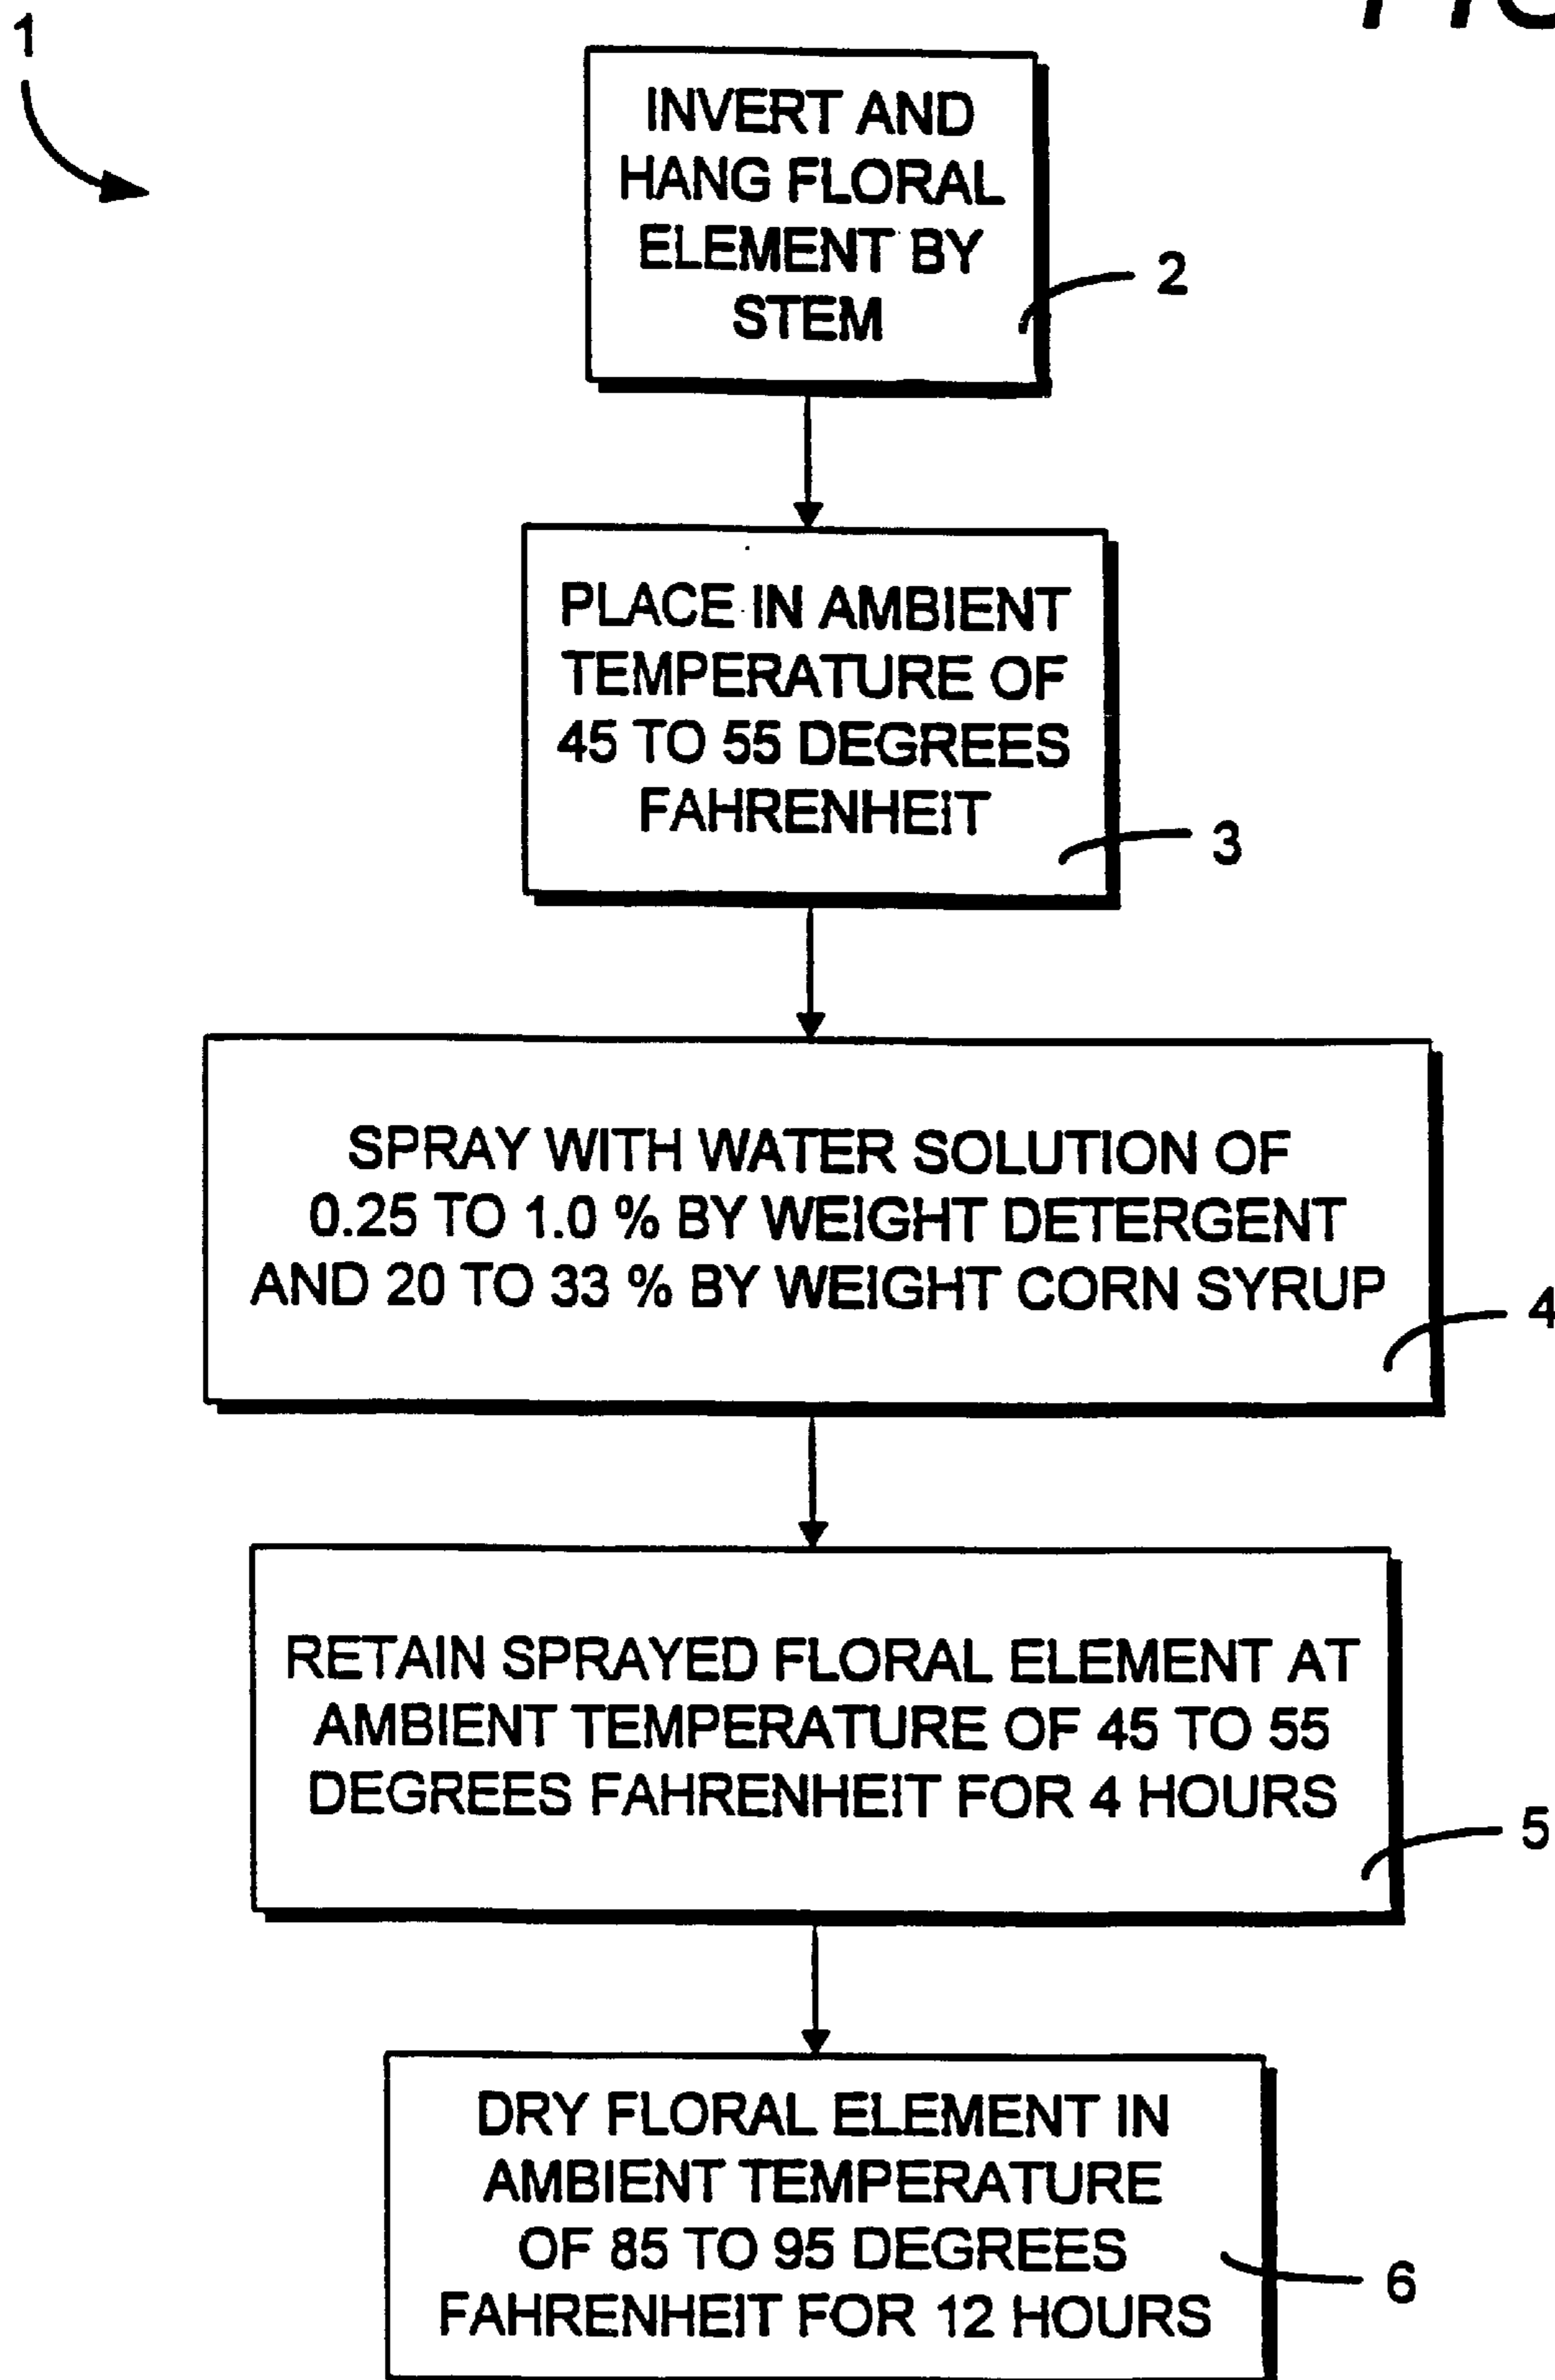 1
INVERT AND
HANG FLORAL
ELEMENT BY
STEM
2
PLACE IN AMBIENT
TEMPERATURE OF
45 TO 55 DEGREES
FAHRENHEIT
3
SPRAY WITH WATER SOLUTION OF
0.25 TO 1.0 % BY WEIGHT DETERGENT
AND 20 TO 33 % BY WEIGHT CORN SYRUP
4
RETAIN SPRAYED FLORAL ELEMENT AT
AMBIENT TEMPERATURE OF 45 TO 55
DEGREES FAHRENHEIT FOR 4 HOURS
5
DRY FLORAL ELEMENT IN
AMBIENT TEMPERATURE
OF 85 TO 95 DEGREES
FAHRENHEIT FOR 12 HOURS
6